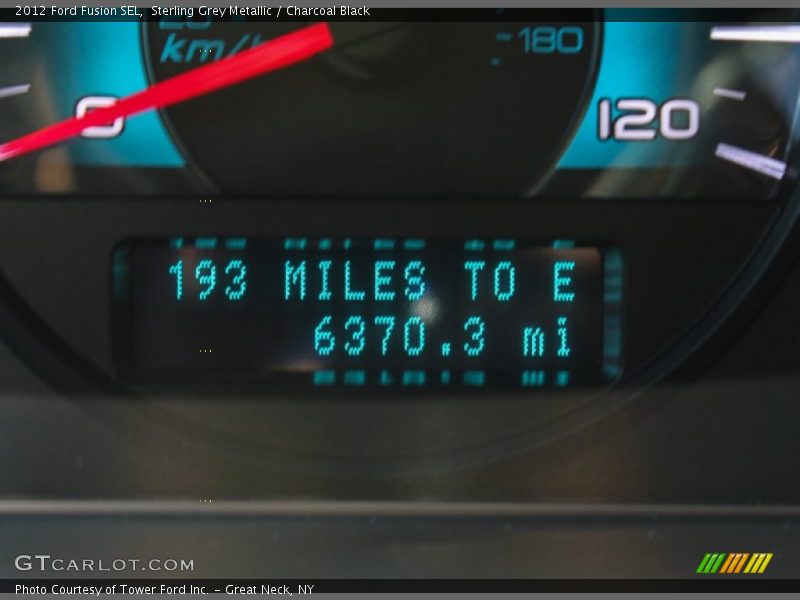 2012 Ford Fusion SEL,  Sterling Grey Metallic / Charcoal Black
km/h
180
0
120
193 MILES TO E
6370.3 mi
GTCARLOT.COM
Photo Courtesy of Tower Ford Inc. – Great Neck, NY